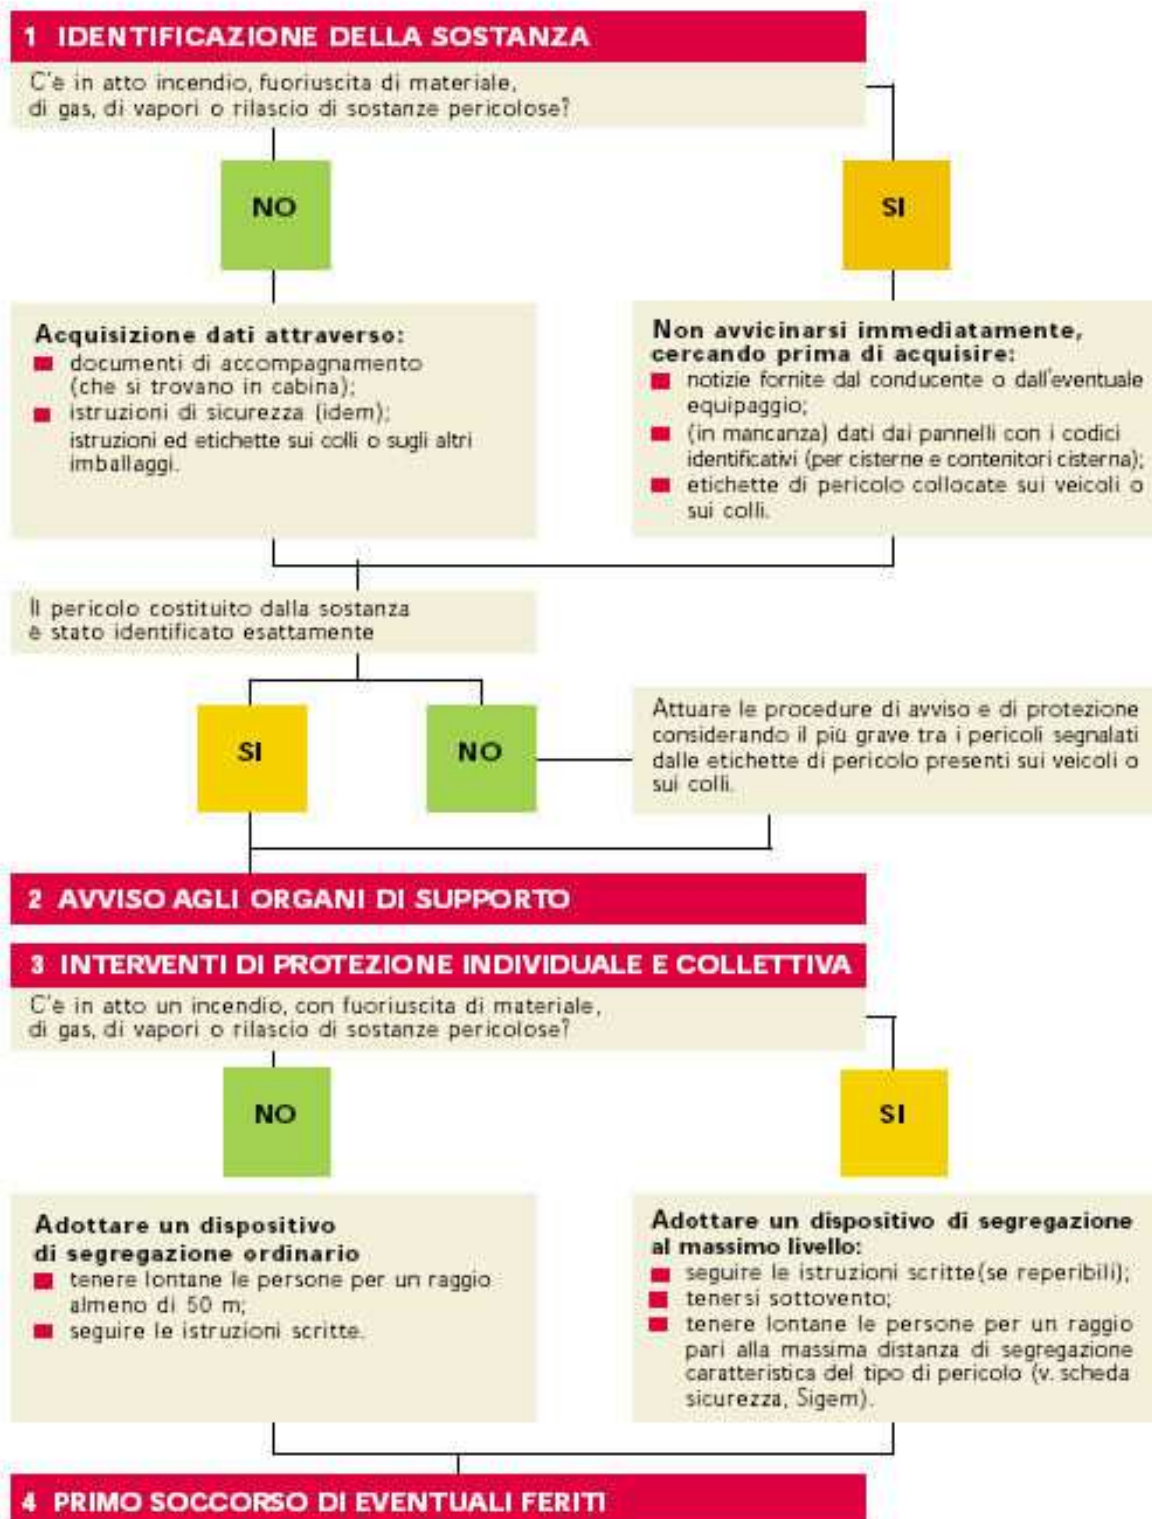 1 IDENTIFICAZIONE DELLA SOSTANZA
C'è in atto incendio, fuoriuscita di materiale,
di gas, di vapori o rilascio di sostanze pericolose?
NO
SI
Acquisizione dati attraverso:
documenti di accompagnamento
(che si trovano in cabina);
istruzioni di sicurezza (idem);
istruzioni ed etichette sui colli o sugli altri
imballaggi.
Non avvicinarsi immediatamente,
cercando prima di acquisire:
notizie fornite dal conducente o dall'eventuale
equipaggio;
(in mancanza) dati dai pannelli con i codici
identificativi (per cisterne e contenitori cisterna);
etichette di pericolo collocate sui veicoli o
sui colli.
Il pericolo costituito dalla sostanza
è stato identificato esattamente
SI
NO
Attuare le procedure di avviso e di protezione
considerando il più grave tra i pericoli segnalati
dalle etichette di pericolo presenti sui veicoli o
sui colli.
2 AVVISO AGLI ORGANI DI SUPPORTO
3 INTERVENTI DI PROTEZIONE INDIVIDUALE E COLLETTIVA
C'è in atto un incendio, con fuoriuscita di materiale,
di gas, di vapori o rilascio di sostanze pericolose?
NO
SI
Adottare un dispositivo
di segregazione ordinario
tenere lontane le persone per un raggio
almeno di 50 m;
seguire le istruzioni scritte.
Adottare un dispositivo di segregazione
al massimo livello:
seguire le istruzioni scritte(se reperibili);
tenersi sottovento;
tenere lontane le persone per un raggio
pari alla massima distanza di segregazione
caratteristica del tipo di pericolo (v. scheda
sicurezza, Sigem).
4 PRIMO SOCCORSO DI EVENTUALI FERITI